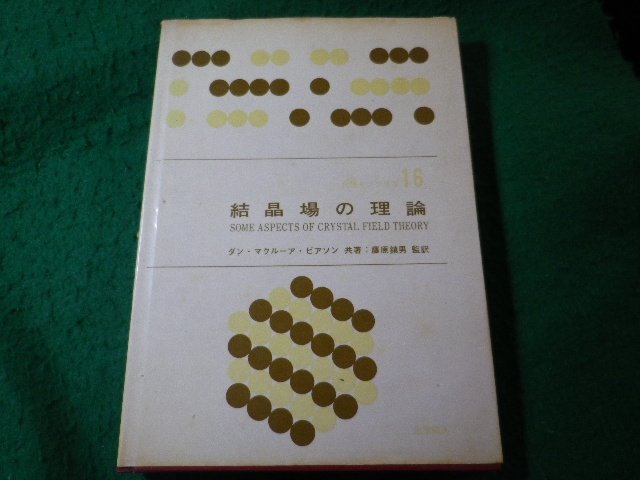 16
結晶場の理論
SOME ASPECTS OF CRYSTAL FIELD THEORY
ダン・マクルーア・ピアソン 共著:藤原鎮男 監訳